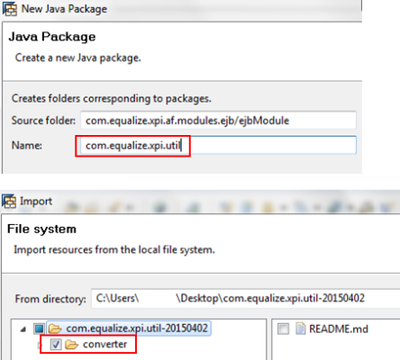 New Java Package
Java Package
Create a new Java package.
Creates folders corresponding to packages.
Source folder: com.equalize.xpi.af.modules.ejb/ejbModule
Name: com.equalize.xpi.util
Import
File system
Import resources from the local file system.
From directory: C:\Users\ \Desktop\com.equalize.xpi.util-20150402
com.equalize.xpi.util-20150402
README.md
converter